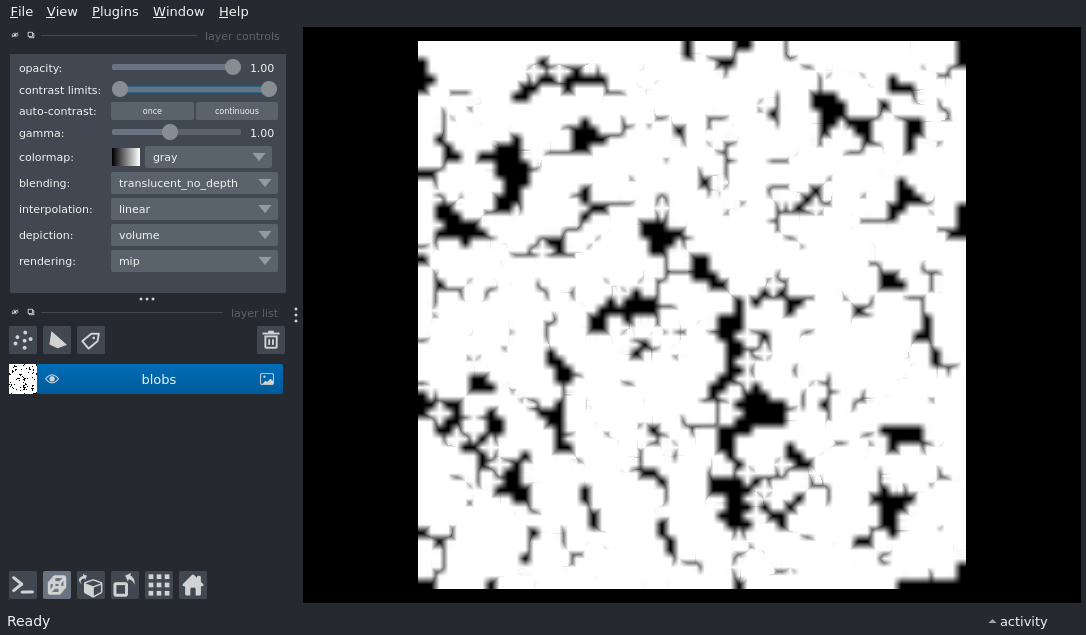 File View Plugins Window Help
layer controls
opacity: 1.00
contrast limits:
auto-contrast: once continuous
gamma: 1.00
colormap: gray
blending: translucent_no_depth
interpolation: linear
depiction: volume
rendering: mip
layer list
blobs
Ready activity